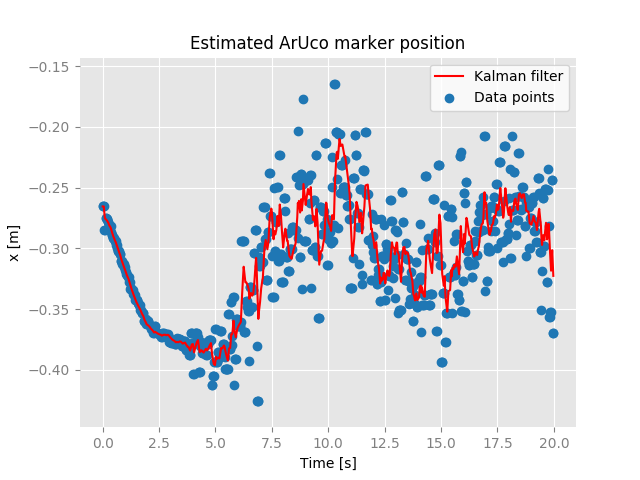 Estimated ArUco marker position
Kalman filter
Data points
x [m]
−0.15
−0.20
−0.25
−0.30
−0.35
−0.40
0.0 2.5 5.0 7.5 10.0 12.5 15.0 17.5 20.0
Time [s]